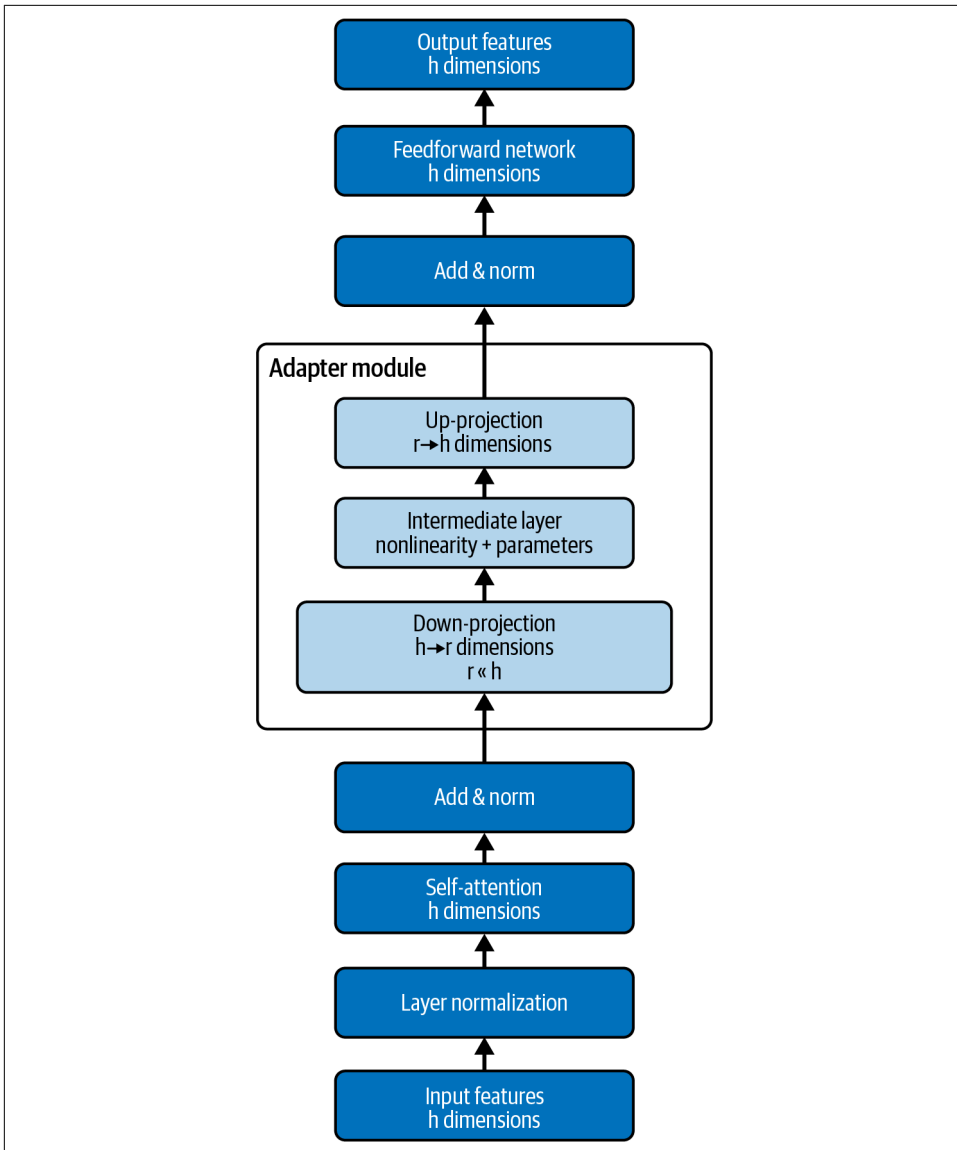 Output features
h dimensions
Feedforward network
h dimensions
Add & norm
Adapter module
Up-projection
r→h dimensions
Intermediate layer
nonlinearity + parameters
Down-projection
h→r dimensions
r « h
Add & norm
Self-attention
h dimensions
Layer normalization
Input features
h dimensions